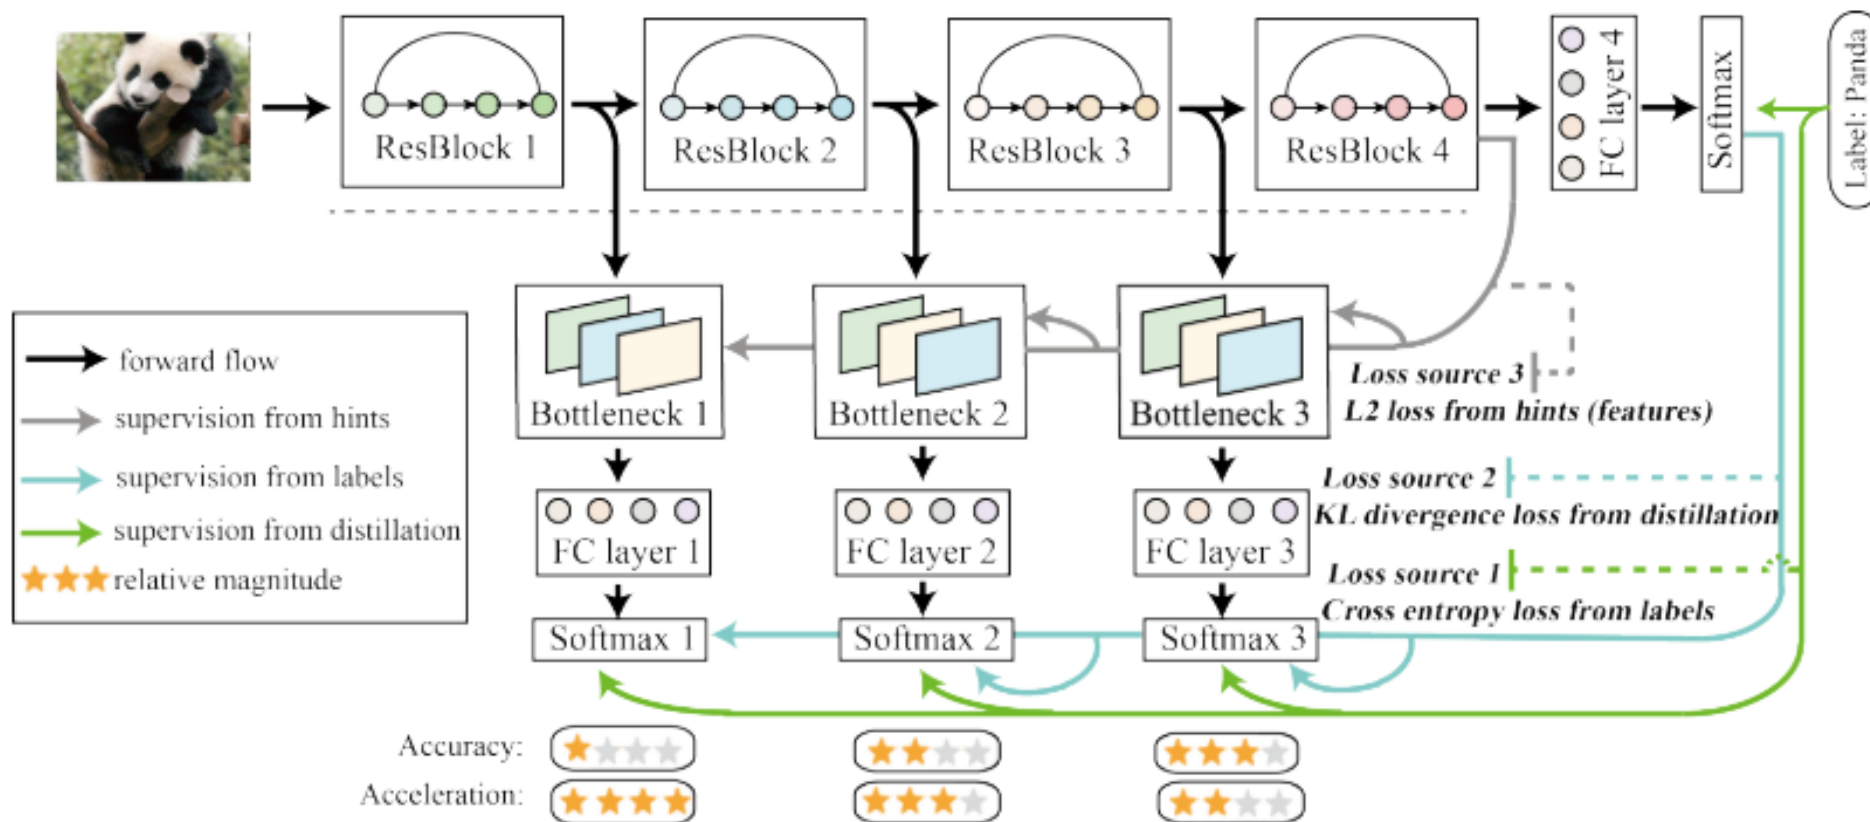 ResBlock 1
ResBlock 2
ResBlock 3
ResBlock 4
FC layer 4
Softmax
Label: Panda
forward flow
supervision from hints
supervision from labels
supervision from distillation
relative magnitude
Bottleneck 1
Bottleneck 2
Bottleneck 3
Loss source 3
L2 loss from hints (features)
Loss source 2
KL divergence loss from distillation
Loss source 1
Cross entropy loss from labels
FC layer 1
FC layer 2
FC layer 3
Softmax 1
Softmax 2
Softmax 3
Accuracy:
Acceleration: